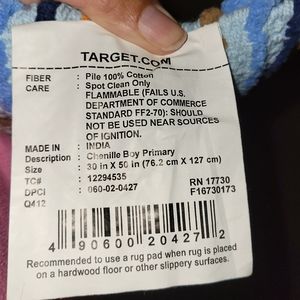 TARGET.COM
FIBER : Pile 100% Cotton
CARE : Spot Clean Only
FLAMMABLE (FAILS U.S.
DEPARTMENT OF COMMERCE
STANDARD FF2-70): SHOULD
NOT BE USED NEAR SOURCES
OF IGNITION.
MADE IN : INDIA
Description : Chenille Boy Primary
Size : 30 in X 50 in (76.2 cm X 127 cm)
TC# : 12294535
DPCI : 060-02-0427 RN 17730
Q412 F16730173
4 90600 20427 2
Recommended to use a rug pad when rug is placed
on a hardwood floor or other slippery surfaces.